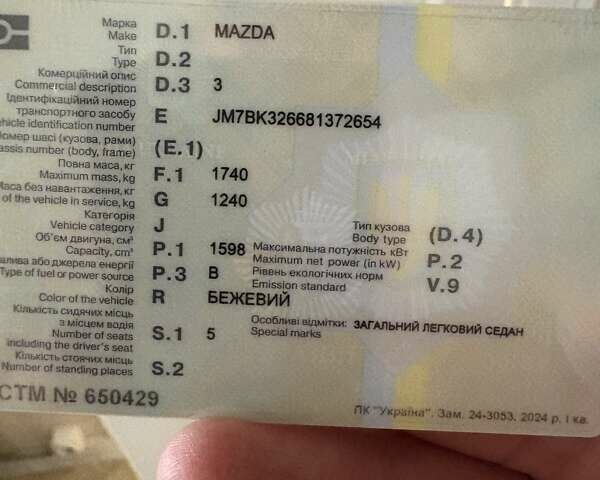 Марка
Make D.1 MAZDA
Тип
Type D.2
Комерційний опис
Commercial description D.3 3
Ідентифікаційний номер
транспортного засобу
vehicle identification number E JM7BK326681372654
Номер шасі (кузова, рами)
assis number (body, frame) (E.1)
Повна маса, кг
Maximum mass, kg F.1 1740
Маса без навантаження, кг
of the vehicle in service, kg G 1240
Категорія
Vehicle category J
Тип кузова
Body type (D.4)
Об'єм двигуна, см³
Capacity, cm³ P.1 1598
Максимальна потужність кВт
Maximum net power (in kW) P.2
алива або джерела енергії
Type of fuel or power source P.3 B
Рівень екологічних норм
Emission standard V.9
Колір
Color of the vehicle R БЕЖЕВИЙ
Кількість сидячих місць
з місцем водія
Number of seats
including the driver's seat S.1 5
Особливі відмітки: ЗАГАЛЬНИЙ ЛЕГКОВИЙ СЕДАН
Special marks
Кількість стоячих місць
Number of standing places S.2
СТМ № 650429
ПК "Україна". Зам. 24-3053. 2024 р. I кв.